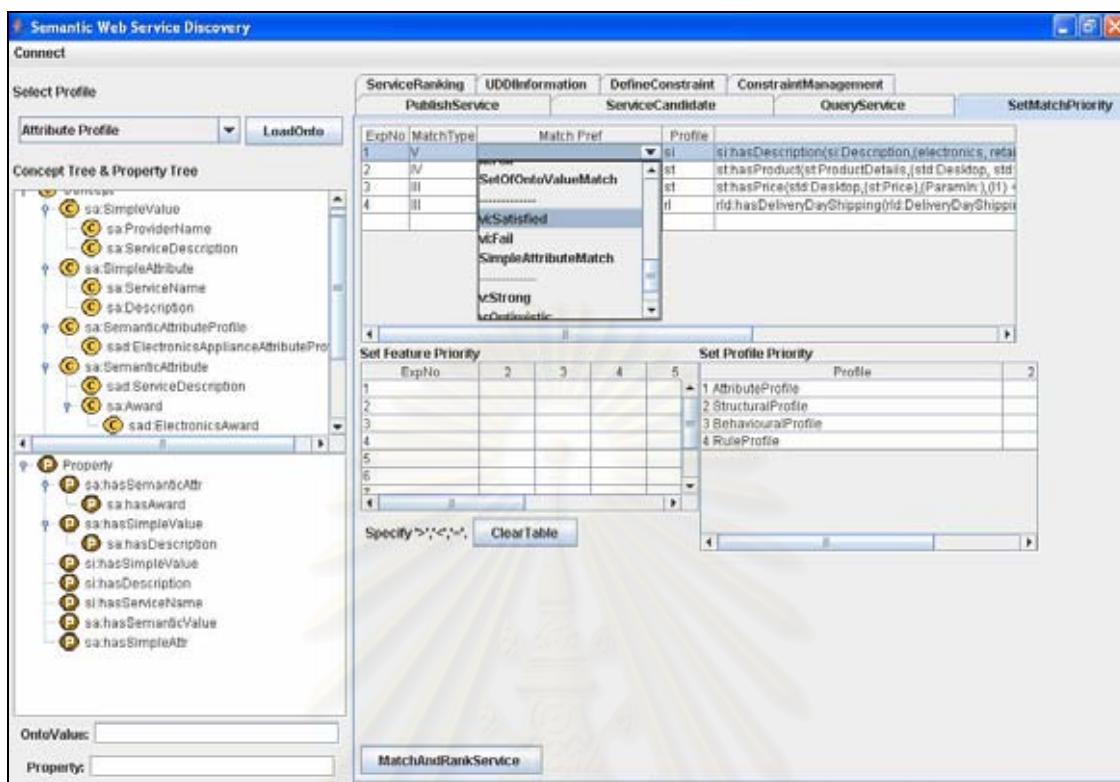 Semantic Web Service Discovery
Connect
Select Profile
Attribute Profile
LoadOnto
Concept Tree & Property Tree
Concept
sa:SimpleValue
sa:ProviderName
sa:ServiceDescription
sa:SimpleAttribute
sa:ServiceName
sa:Description
sa:SemanticAttributeProfile
sad:ElectronicsApplianceAttributePro
sa:SemanticAttribute
sad:ServiceDescription
sa:Award
sad:ElectronicsAward
Property
sa:hasSemanticAttr
sa:hasAward
sa:hasSimpleValue
sa:hasDescription
si:hasSimpleValue
si:hasDescription
si:hasServiceName
sa:hasSemanticValue
sa:hasSimpleAttr
OntoValue:
Property:
ServiceRanking UDDIInformation DefineConstraint ConstraintManagement
PublishService ServiceCandidate QueryService SetMatchPriority
ExpNo MatchType Match Pref Profile
1 V si si:hasDescription(si:Description,(electronics, retai
2 IV st st:hasProduct(st:ProductDetails,(std:Desktop, std:
3 III st st:hasPrice(std:Desktop,(st:Price),(ParamIn:),(I1) <
4 III rl rld:hasDeliveryDayShipping(rld:DeliveryDayShippin
SetOfOntoValueMatch
-------------
vi:Satisfied
vi:Fail
SimpleAttributeMatch
-------------
v:Strong
v:Optimistic
Set Feature Priority
ExpNo 2 3 4 5
1
2
3
4
5
6
7
Specify '>','<','=',
ClearTable
Set Profile Priority
Profile 2
1 AttributeProfile
2 StructuralProfile
3 BehaviouralProfile
4 RuleProfile
MatchAndRankService